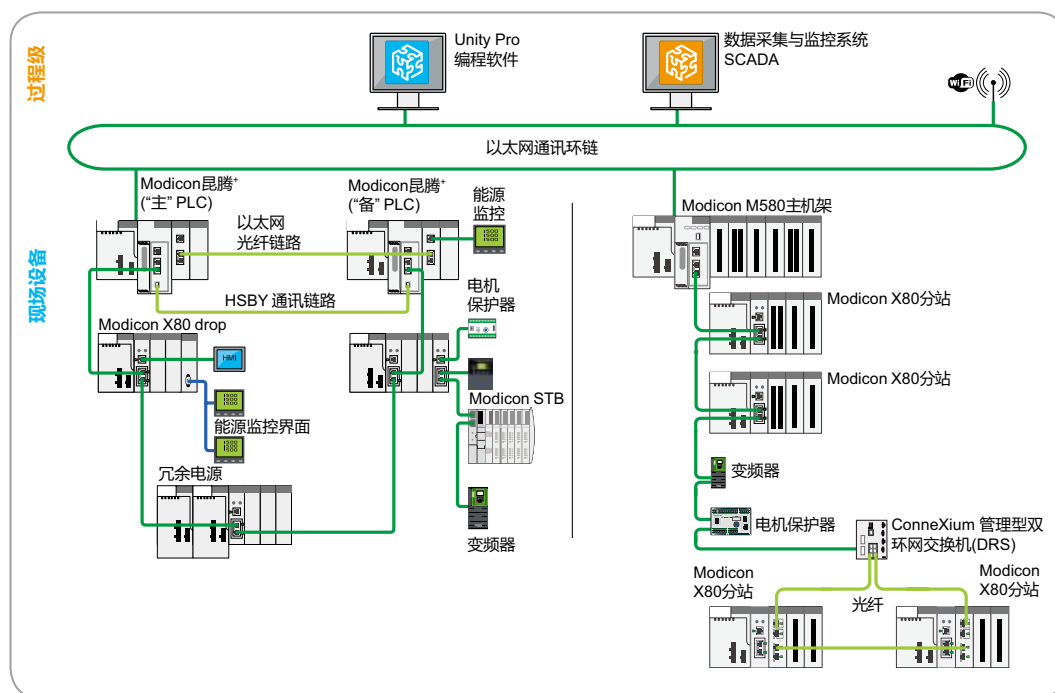 过程级
Unity Pro
编程软件
数据采集与监控系统
SCADA
Wi Fi
以太网通讯环链
现场设备
Modicon昆腾+
(“主” PLC)
Modicon昆腾+
(“备” PLC)
能源
监控
以太网
光纤链路
HSBY 通讯链路
电机
保护器
Modicon X80 drop
HMI
Modicon STB
能源监控界面
冗余电源
变频器
Modicon M580主机架
Modicon X80分站
Modicon X80分站
变频器
电机保护器
ConneXium 管理型双
环网交换机(DRS)
Modicon
X80分站
Modicon
X80分站
光纤